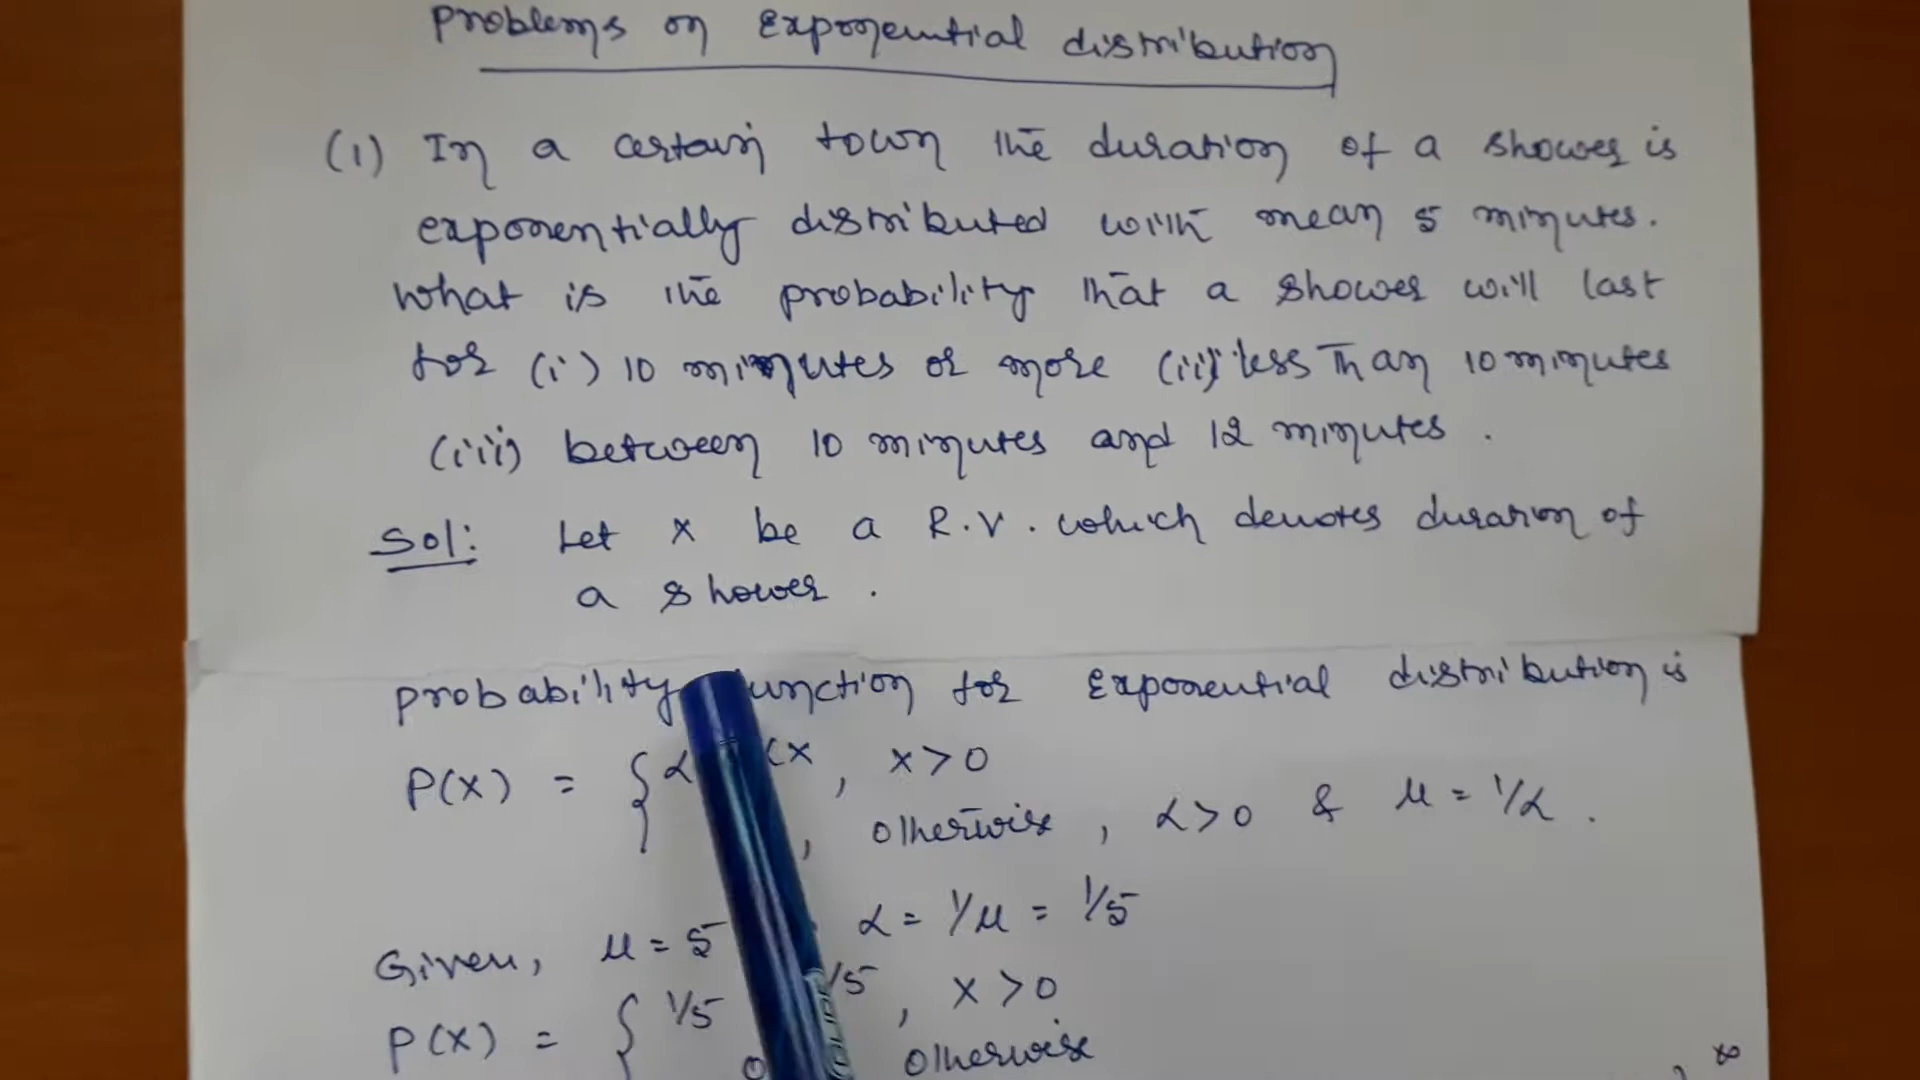 Problems on Exponential distribution
(1) In a certain town the duration of a shower is
exponentially distributed with mean 5 minutes.
What is the probability that a shower will last
for (i) 10 minutes or more (ii) less than 10 minutes
(iii) between 10 minutes and 12 minutes.
Sol: Let X be a R.V. which denotes duration of
a shower.
probability function for Exponential distribution is
P(X) = { α x, x>0
, otherwise, α>0 & μ = 1/α.
Given, μ = 5 α = 1/μ = 1/5
P(X) = { 1/5 /5, x>0
0 otherwise
∞